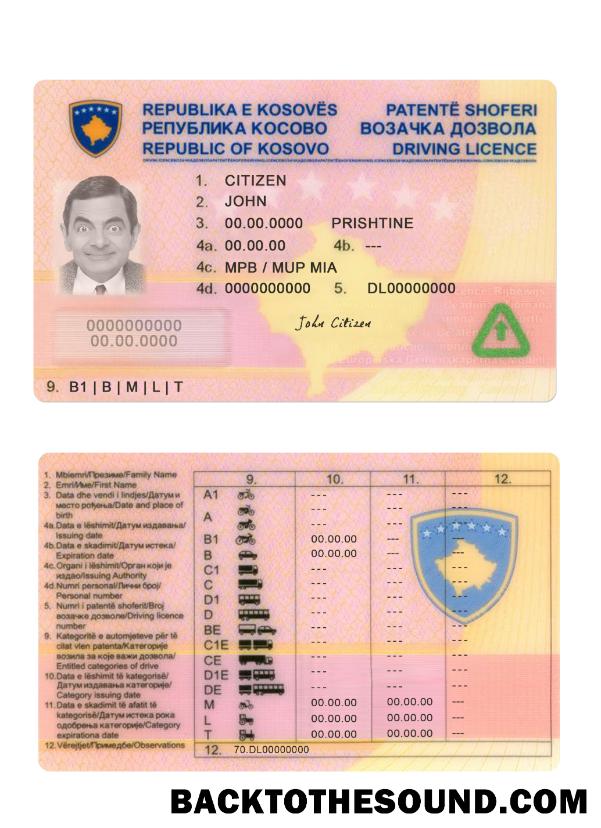 REPUBLIKA E KOSOVËS PATENTË SHOFERI
РЕПУБЛИКА КОСОВО ВОЗАЧКА ДОЗВОЛА
REPUBLIC OF KOSOVO DRIVING LICENCE
1. CITIZEN
2. JOHN
3. 00.00.0000 PRISHTINE
4a. 00.00.00 4b. ---
4c. MPB / MUP MIA
4d. 0000000000 5. DL00000000
John Citizen
0000000000
00.00.0000
9. B1 | B | M | L | T
1. Mbiemri/Презиме/Family Name
2. Emri/Име/First Name
3. Data dhe vendi i lindjes/Датум и
место рођења/Date and place of
birth
4a. Data e lëshimit/Датум издавања/
Issuing date
4b. Data e skadimit/Датум истека/
Expiration date
4c. Organi i lëshimit/Орган који је
издао/Issuing Authority
4d. Numri personal/Лични број/
Personal number
5. Numri i patentë shoferit/Број
возачке дозволе/Driving licence
number
9. Kategoritë e automjeteve për të
cilat vlen patenta/Категорије
возила за које важи дозвола/
Entitled categories of drive
10. Data e lëshimit të kategorisë/
Датум издавања категорије/
Category issuing date
11. Data e skadimit të afatit të
kategorisë/Датум истека рока
одобрења категорије/Category
expirationa date
12. Vërejtjet/Примедбе/Observations
9. 10. 11. 12.
A1 --- --- ---
A --- --- ---
--- --- ---
B1 00.00.00 --- ---
B 00.00.00 --- ---
C1 --- --- ---
C --- --- ---
D1 --- --- ---
D --- --- ---
BE --- --- ---
C1E --- --- ---
CE --- --- ---
D1E --- --- ---
DE --- --- ---
M 00.00.00 00.00.00 ---
L 00.00.00 00.00.00 ---
T 00.00.00 00.00.00 ---
12. 70.DL00000000
BACKTOTHESOUND.COM